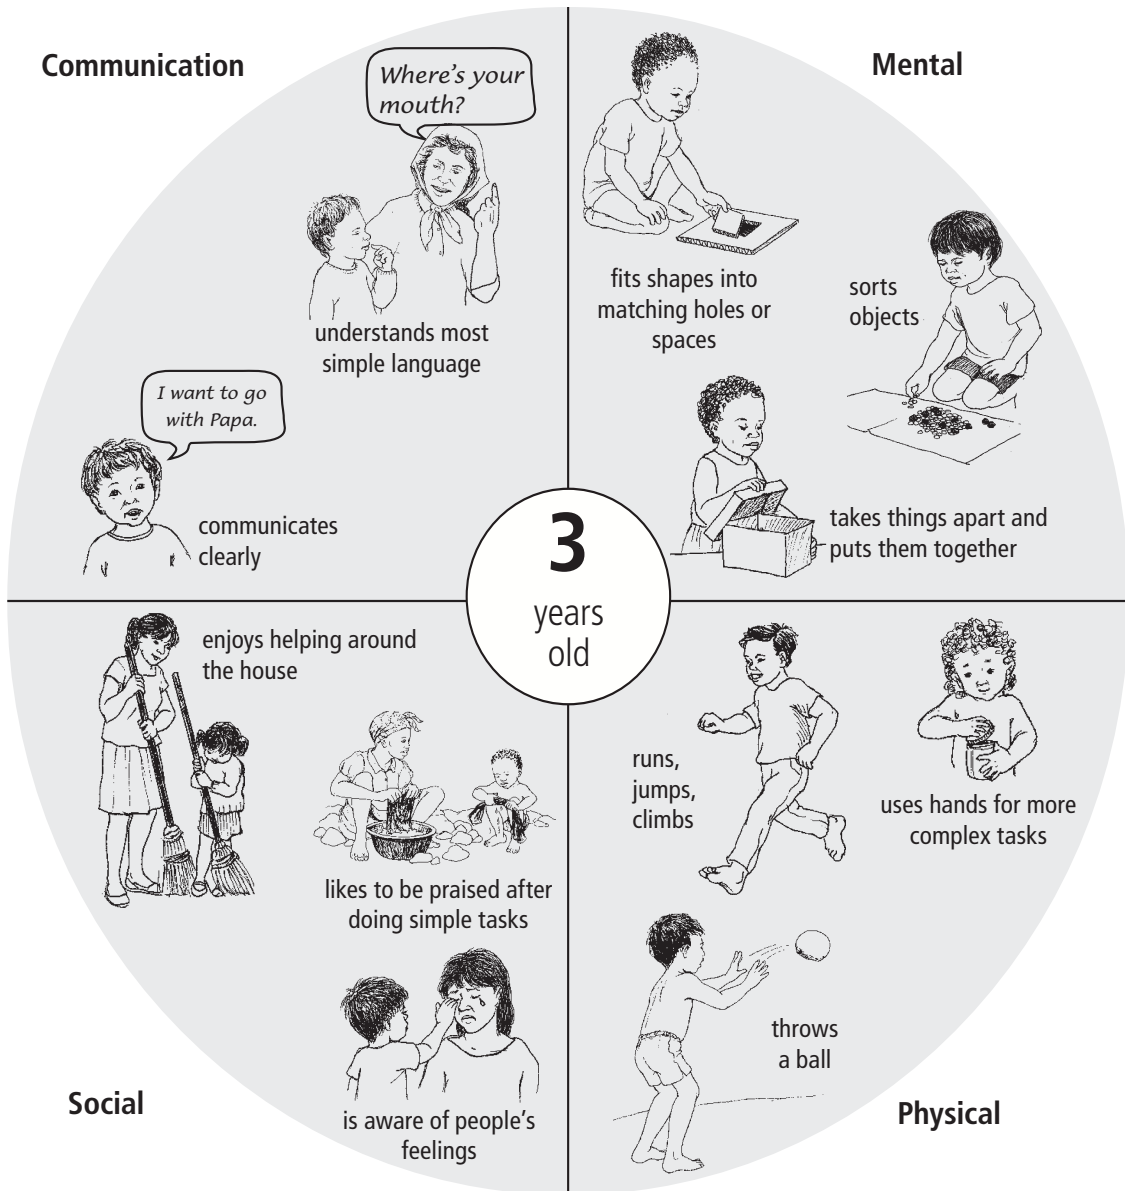 Communication
Where's your
mouth?
understands most
simple language
I want to go
with Papa.
communicates
clearly
Mental
fits shapes into
matching holes or
spaces
sorts
objects
takes things apart and
puts them together
3
years
old
enjoys helping around
the house
likes to be praised after
doing simple tasks
is aware of people's
feelings
Social
runs,
jumps,
climbs
uses hands for more
complex tasks
throws
a ball
Physical